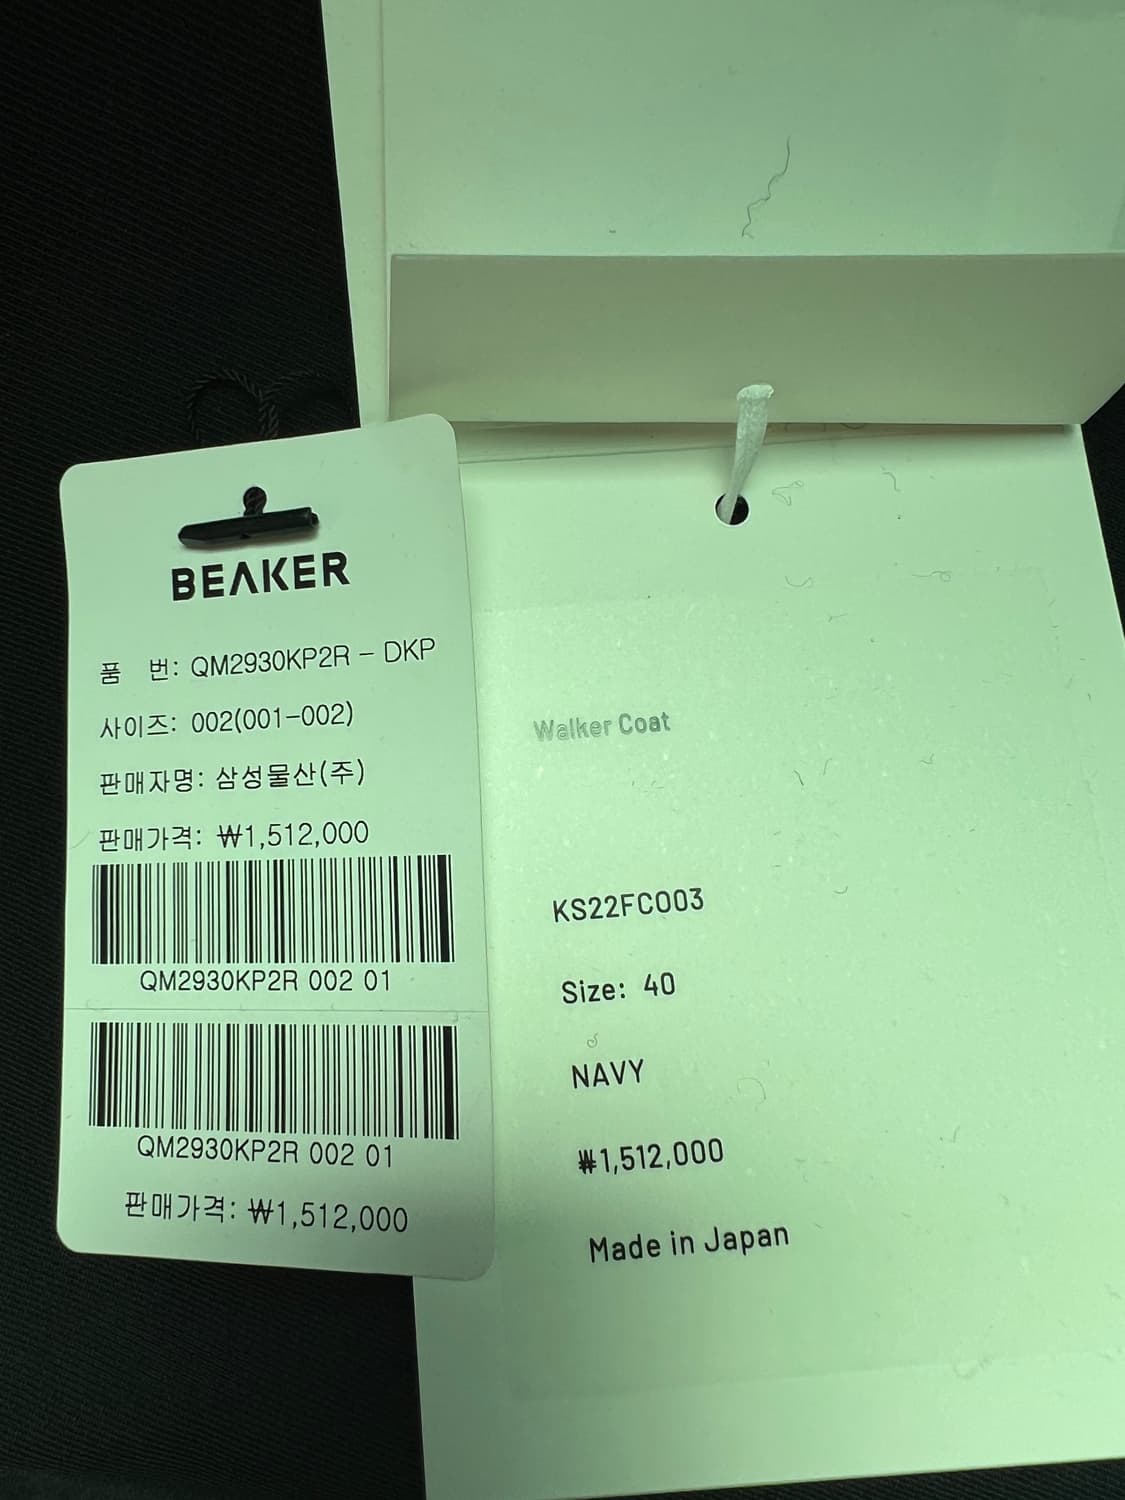 BEAKER
품 번: QM2930KP2R - DKP
사이즈: 002(001-002)
판매자명: 삼성물산(주)
판매가격: ₩1,512,000
QM2930KP2R 002 01
QM2930KP2R 002 01
판매가격: ₩1,512,000
Walker Coat
KS22FCO03
Size: 40
NAVY
₩1,512,000
Made in Japan